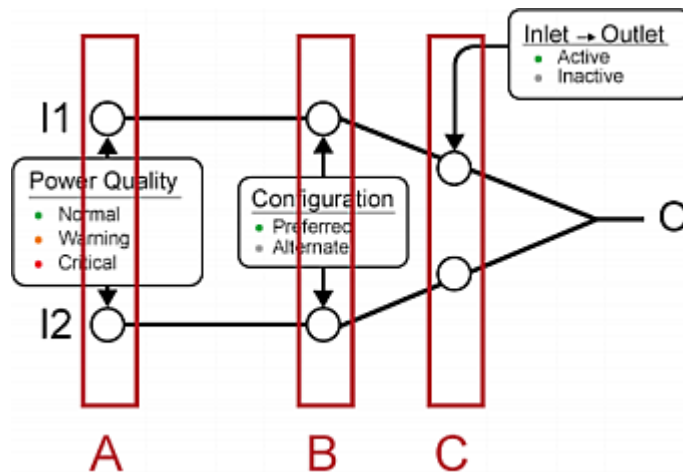 Inlet → Outlet
Active
Inactive
I1
Power Quality
Normal
Warning
Critical
Configuration
Preferred
Alternate
O
I2
A
B
C